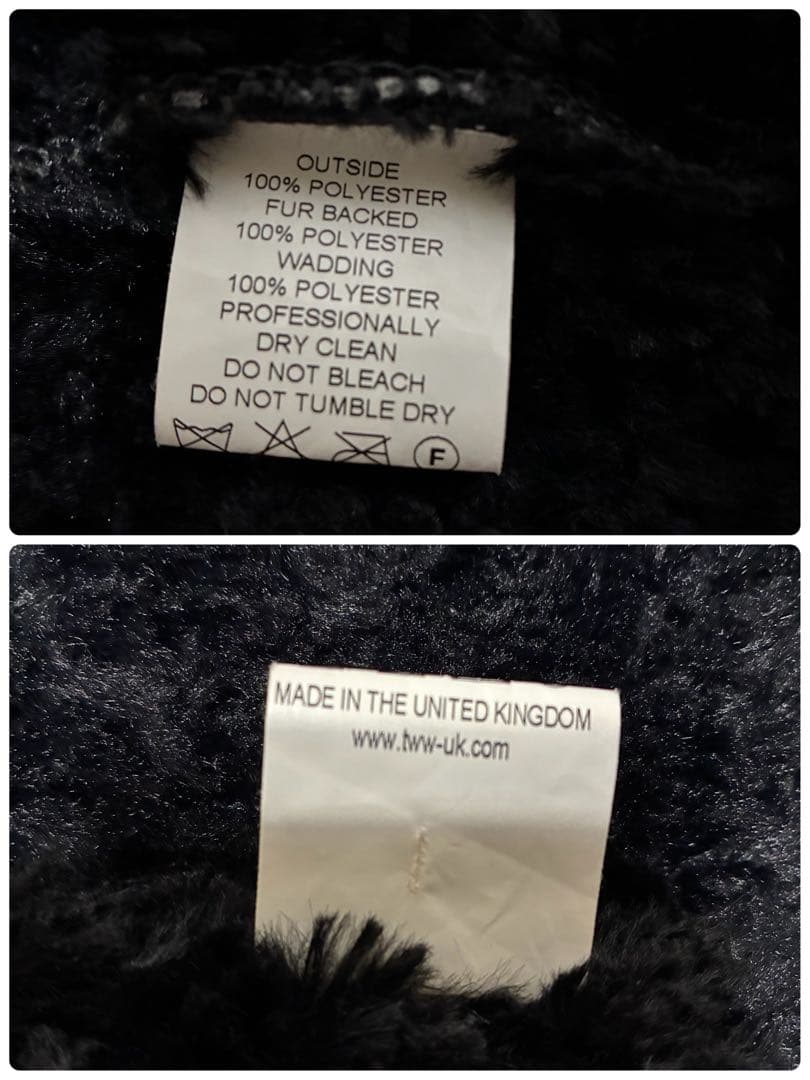 OUTSIDE
100% POLYESTER
FUR BACKED
100% POLYESTER
WADDING
100% POLYESTER
PROFESSIONALLY
DRY CLEAN
DO NOT BLEACH
DO NOT TUMBLE DRY
F
MADE IN THE UNITED KINGDOM
www.tww-uk.com